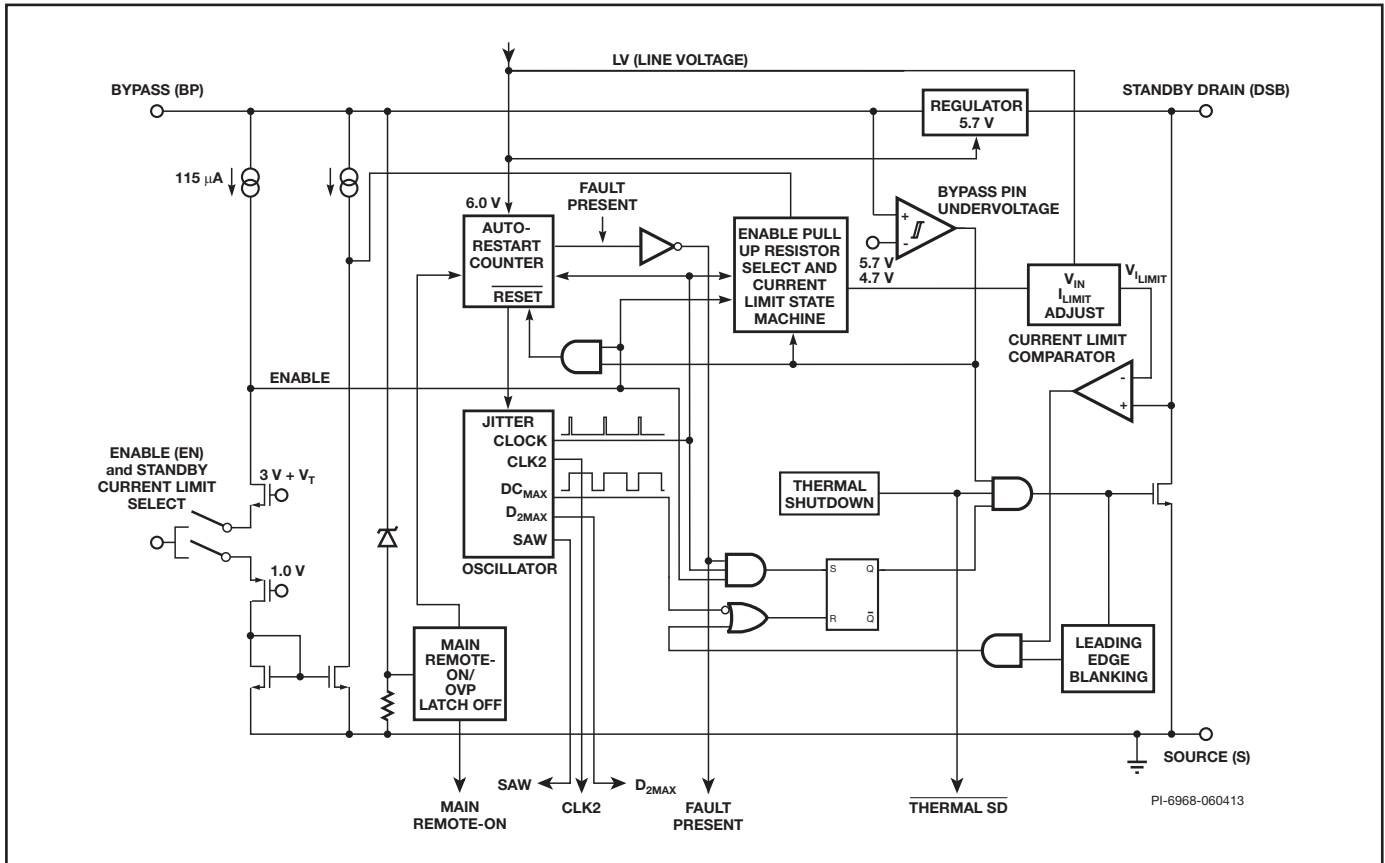 LV (LINE VOLTAGE)
BYPASS (BP)
REGULATOR
5.7 V
STANDBY DRAIN (DSB)
115 μA
6.0 V
FAULT
PRESENT
AUTO-
RESTART
COUNTER
RESET
ENABLE PULL
UP RESISTOR
SELECT AND
CURRENT
LIMIT STATE
MACHINE
BYPASS PIN
UNDERVOLTAGE
+
-
5.7 V
4.7 V
VIN
ILIMIT
ADJUST
VILIMIT
CURRENT LIMIT
COMPARATOR
-
+
ENABLE
JITTER
CLOCK
CLK2
DCMAX
D2MAX
SAW
OSCILLATOR
ENABLE (EN)
and STANDBY
CURRENT LIMIT
SELECT
3 V + VT
1.0 V
THERMAL
SHUTDOWN
S Q
R Q̅
MAIN
REMOTE-
ON/
OVP
LATCH OFF
LEADING
EDGE
BLANKING
SOURCE (S)
SAW
CLK2
D2MAX
MAIN
REMOTE-ON
FAULT
PRESENT
THERMAL SD
PI-6968-060413